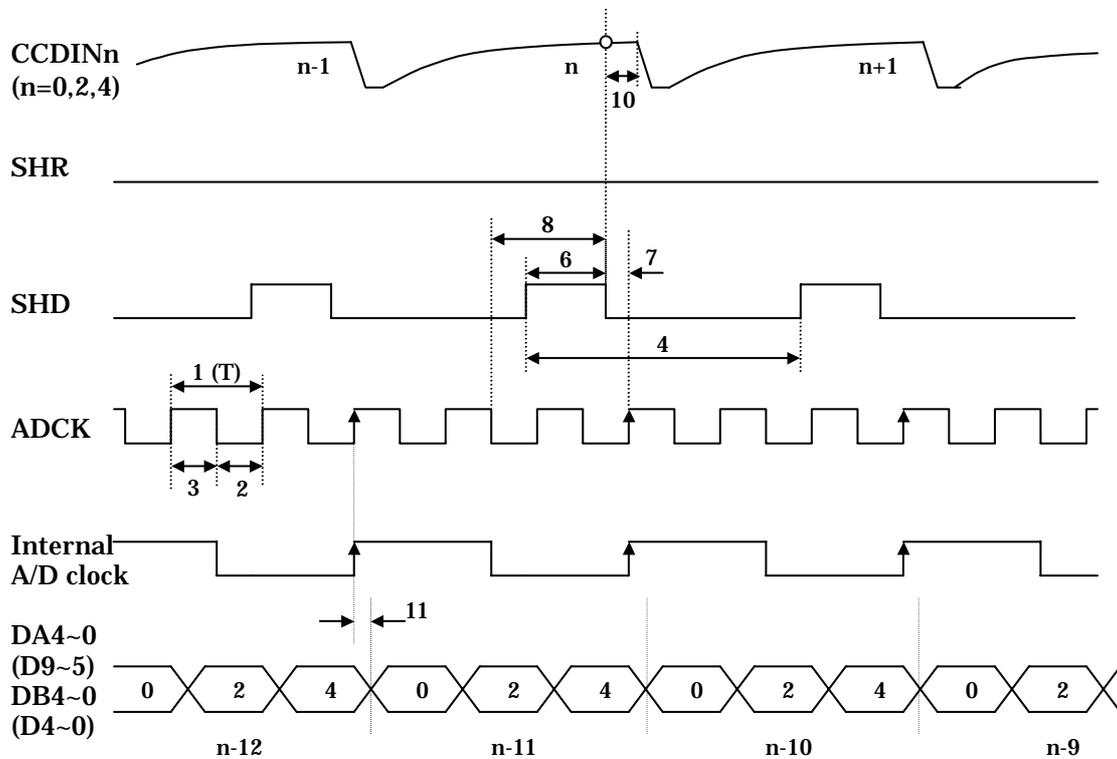 CCDINn
(n=0,2,4)
n-1
n
n+1
10
SHR
8
6
7
SHD
4
1 (T)
ADCK
3
2
Internal
A/D clock
11
DA4~0
(D9~5)
DB4~0
(D4~0)
0 2 4 0 2 4 0 2 4 0 2
n-12 n-11 n-10 n-9